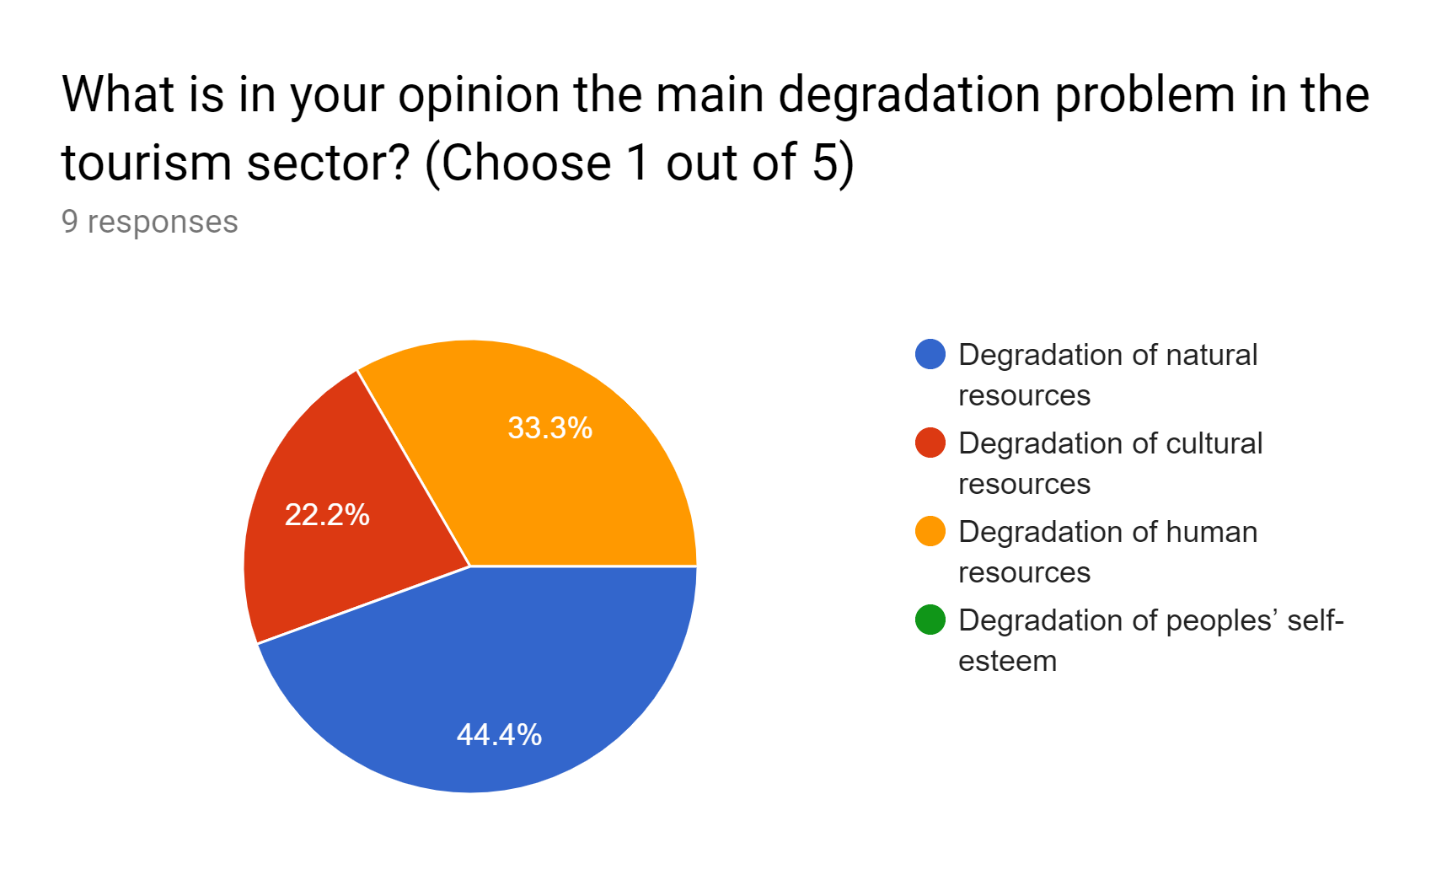 What is in your opinion the main degradation problem in the
tourism sector? (Choose 1 out of 5)
9 responses
33.3%
22.2%
44.4%
Degradation of natural
resources
Degradation of cultural
resources
Degradation of human
resources
Degradation of peoples’ self-
esteem